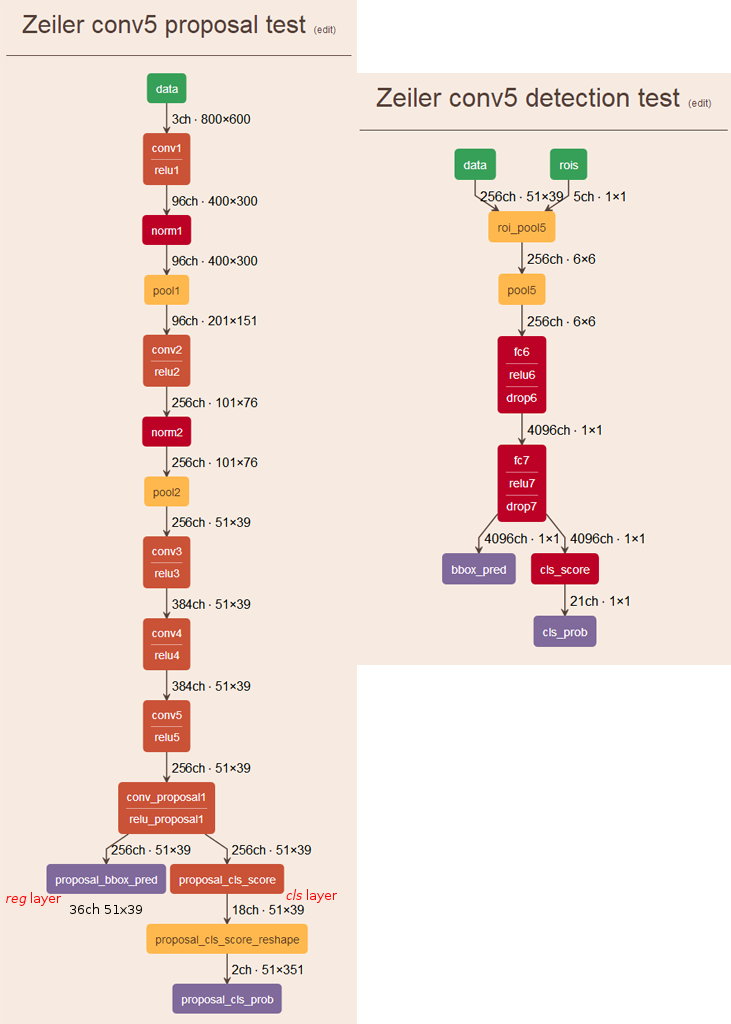 Zeiler conv5 proposal test (edit)
data
3ch · 800×600
conv1
relu1
96ch · 400×300
norm1
96ch · 400×300
pool1
96ch · 201×151
conv2
relu2
256ch · 101×76
norm2
256ch · 101×76
pool2
256ch · 51×39
conv3
relu3
384ch · 51×39
conv4
relu4
384ch · 51×39
conv5
relu5
256ch · 51×39
conv_proposal1
relu_proposal1
256ch · 51×39 256ch · 51×39
proposal_bbox_pred proposal_cls_score
reg layer cls layer
36ch 51x39 18ch · 51×39
proposal_cls_score_reshape
2ch · 51×351
proposal_cls_prob
Zeiler conv5 detection test (edit)
data rois
256ch · 51×39 5ch · 1×1
roi_pool5
256ch · 6×6
pool5
256ch · 6×6
fc6
relu6
drop6
4096ch · 1×1
fc7
relu7
drop7
4096ch · 1×1 4096ch · 1×1
bbox_pred cls_score
21ch · 1×1
cls_prob